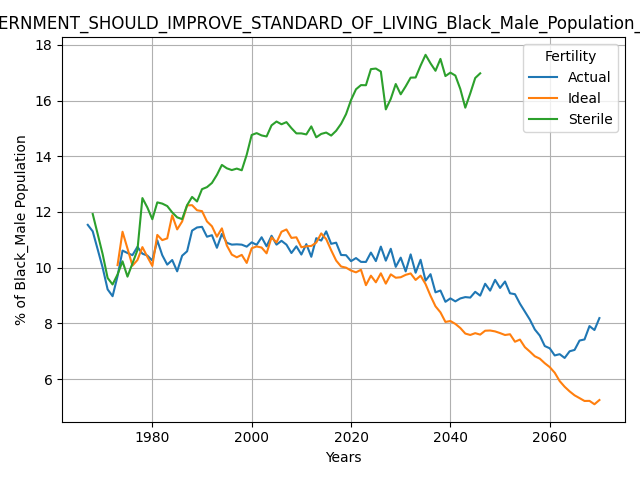 ERNMENT_SHOULD_IMPROVE_STANDARD_OF_LIVING_Black_Male_Population_
18
16
14
12
10
8
6
% of Black_Male Population
Fertility
Actual
Ideal
Sterile
1980
2000
2020
2040
2060
Years